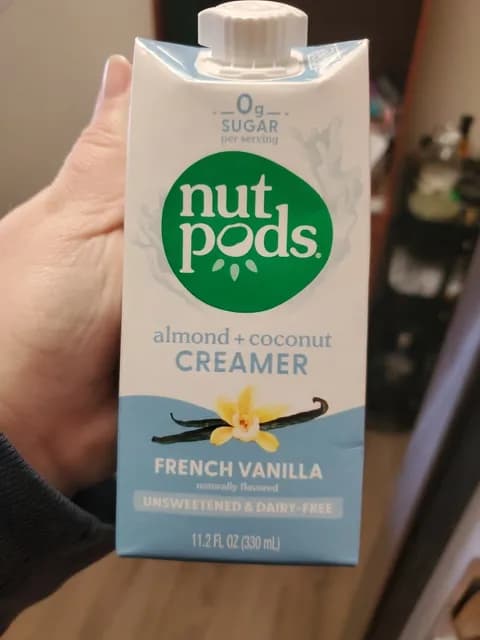 0g
SUGAR
per serving
nut
pods®
almond + coconut
CREAMER
FRENCH VANILLA
naturally flavored
UNSWEETENED & DAIRY-FREE
11.2 FL OZ (330 mL)